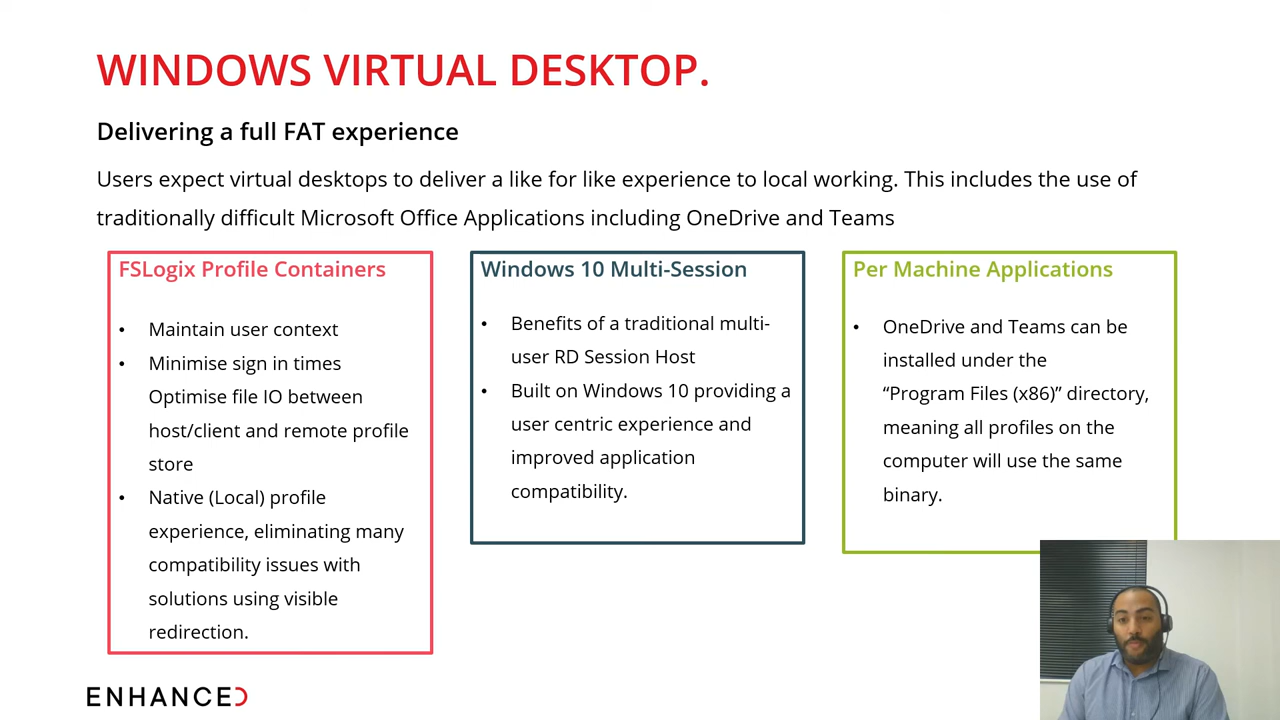 WINDOWS VIRTUAL DESKTOP.
Delivering a full FAT experience
Users expect virtual desktops to deliver a like for like experience to local working. This includes the use of
traditionally difficult Microsoft Office Applications including OneDrive and Teams
FSLogix Profile Containers
• Maintain user context
• Minimise sign in times
Optimise file IO between
host/client and remote profile
store
• Native (Local) profile
experience, eliminating many
compatibility issues with
solutions using visible
redirection.
Windows 10 Multi-Session
• Benefits of a traditional multi-
user RD Session Host
• Built on Windows 10 providing a
user centric experience and
improved application
compatibility.
Per Machine Applications
• OneDrive and Teams can be
installed under the
“Program Files (x86)” directory,
meaning all profiles on the
computer will use the same
binary.
ENHANCED